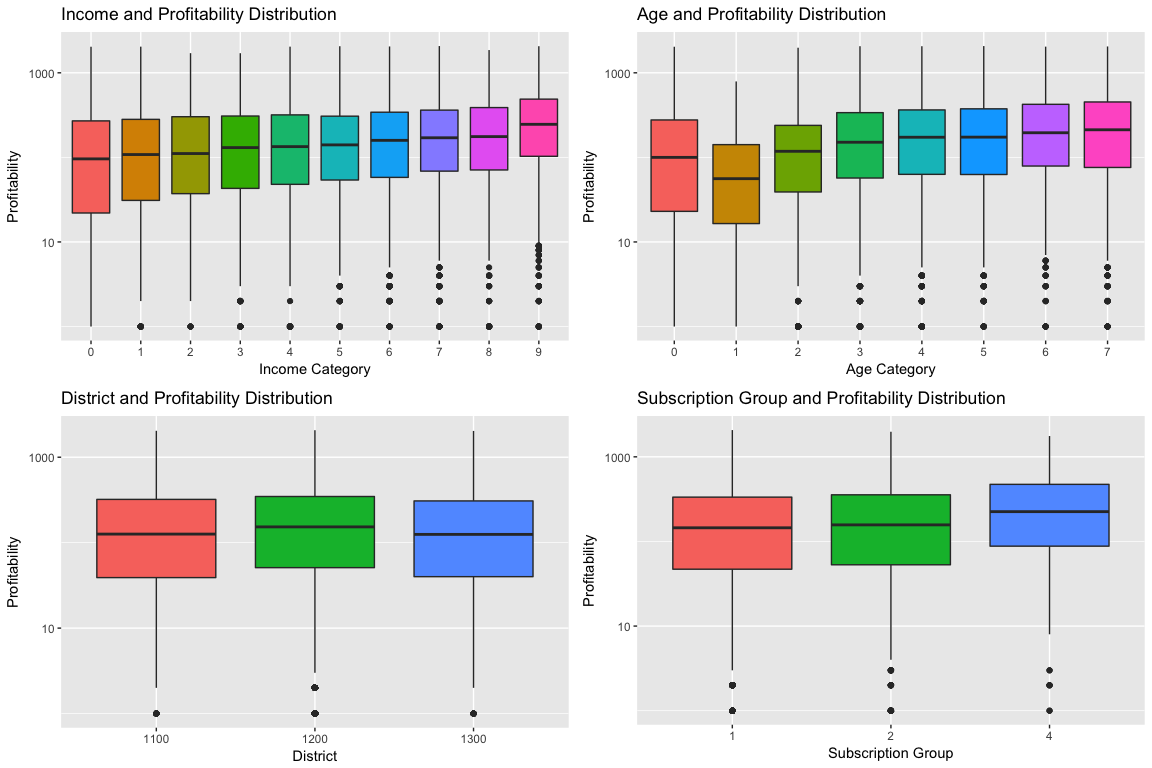 Income and Profitability Distribution
Profitability
1000
10
0 1 2 3 4 5 6 7 8 9
Income Category
Age and Profitability Distribution
Profitability
1000
10
0 1 2 3 4 5 6 7
Age Category
District and Profitability Distribution
Profitability
1000
10
1100 1200 1300
District
Subscription Group and Profitability Distribution
Profitability
1000
10
1 2 4
Subscription Group